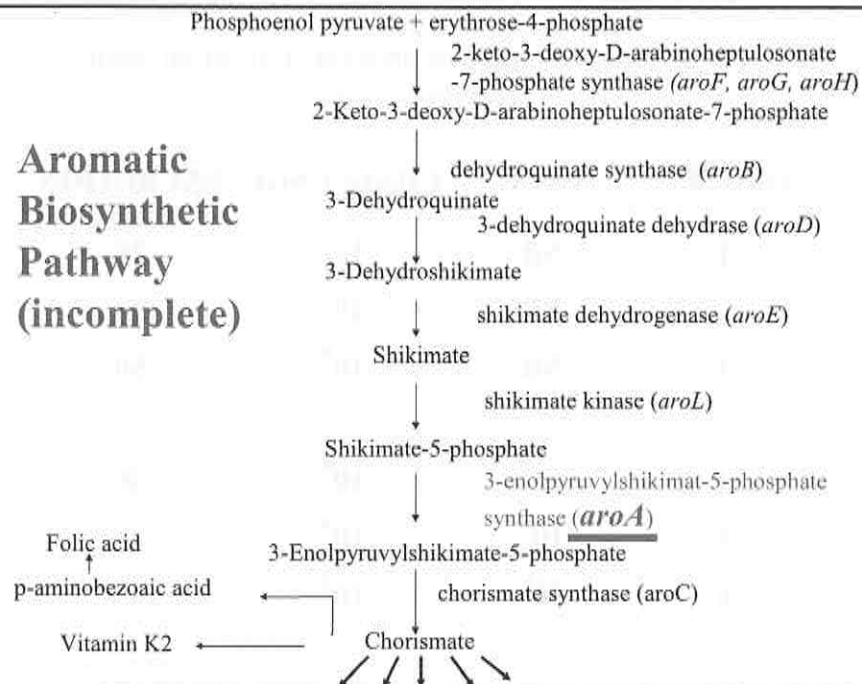 Phosphoenol pyruvate + erythrose-4-phosphate
2-keto-3-deoxy-D-arabinoheptulosonate
-7-phosphate synthase (aroF, aroG, aroH)
2-Keto-3-deoxy-D-arabinoheptulosonate-7-phosphate
Aromatic
Biosynthetic
Pathway
(incomplete)
dehydroquinate synthase (aroB)
3-Dehydroquinate
3-dehydroquinate dehydrase (aroD)
3-Dehydroshikimate
shikimate dehydrogenase (aroE)
Shikimate
shikimate kinase (aroL)
Shikimate-5-phosphate
3-enolpyruvylshikimat-5-phosphate
synthase (aroA)
3-Enolpyruvylshikimate-5-phosphate
chorismate synthase (aroC)
Folic acid
p-aminobezoaic acid
Vitamin K2
Chorismate